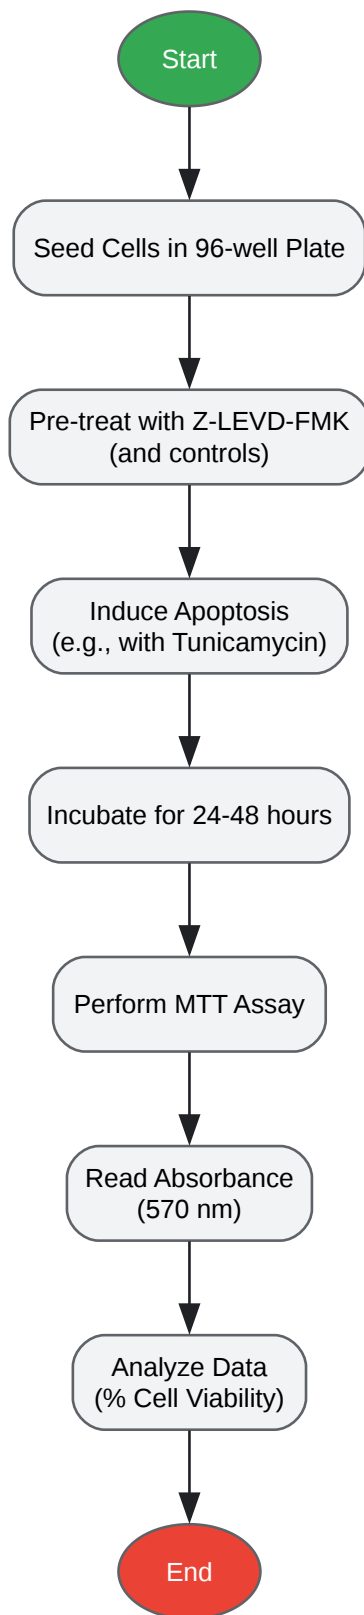 Start
Seed Cells in 96-well Plate
Pre-treat with Z-LEVD-FMK
(and controls)
Induce Apoptosis
(e.g., with Tunicamycin)
Incubate for 24-48 hours
Perform MTT Assay
Read Absorbance
(570 nm)
Analyze Data
(% Cell Viability)
End